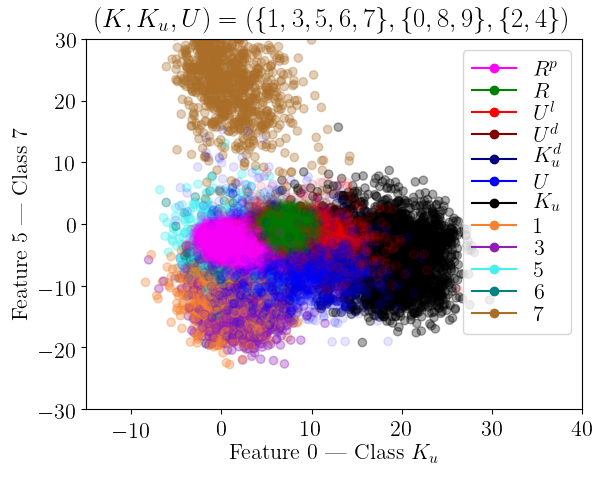 (K, K_u, U) = ({1, 3, 5, 6, 7}, {0, 8, 9}, {2, 4})
30
20
10
0
−10
−20
−30
Feature 5 — Class 7
R^p
R
U^l
U^d
K_u^d
U
K_u
1
3
5
6
7
−10
0
10
20
30
40
Feature 0 — Class K_u